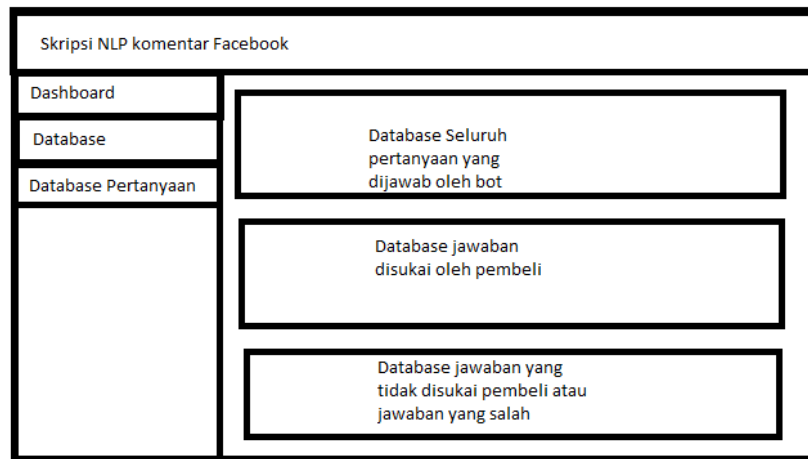 Skripsi NLP komentar Facebook
Dashboard
Database
Database Pertanyaan
Database Seluruh
pertanyaan yang
dijawab oleh bot
Database jawaban
disukai oleh pembeli
Database jawaban yang
tidak disukai pembeli atau
jawaban yang salah